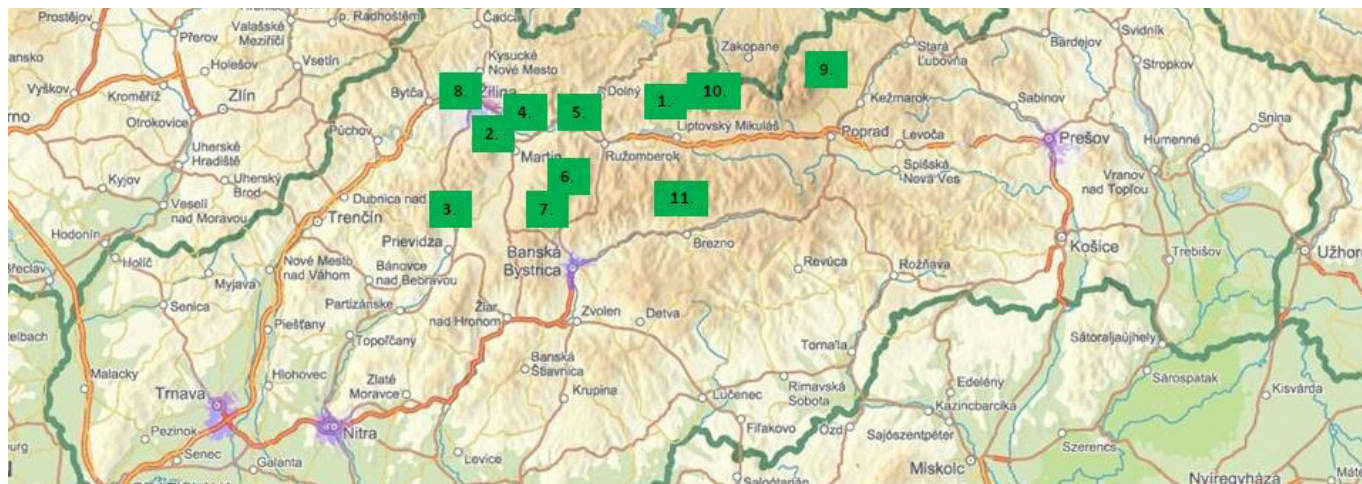 Prostějov
Přerov
Valašské
Meziříčí
p. Radhoštěm
Čadca
Zakopane
Stará
Ľubovňa
Bardejov
Svidník
Stropkov
Holešov
Vsetín
Kysucké
Nové Mesto
Vyškov
Kroměříž
Zlín
Otrokovice
Bytča
8.
Žilina
4.
5.
Dolný
1.
10.
9.
Kežmarok
Sabinov
Púchov
2.
Martin
Ružomberok
Liptovský Mikuláš
Poprad
Levoča
Prešov
Humenné
Snina
Uherské
Hradiště
Uherský
Brod
Kyjov
Veselí
nad Moravou
Dubnica nad
3.
6.
7.
11.
Spišská
Nová Ves
Vranov
nad Topľou
Hodonín
Trenčín
Holíč
Břeclav
Prievidza
Banská
Bystrica
Brezno
Revúca
Rožňava
Košice
Trebišov
Užhoro
Nové Mesto
nad Váhom
Bánovce
nad Bebravou
Myjava
Senica
Partizánske
Žiar
nad Hronom
Zvolen
Detva
Piešťany
Topoľčany
Sátoraljaújhely
Malacky
Hlohovec
Zlaté
Moravce
Banská
Štiavnica
Krupina
Tornaľa
Rimavská
Sobota
Lučenec
Edelény
Kazincbarcika
Sárospatak
Kisvárda
Trnava
Pezinok
Nitra
Senec
Galanta
Levice
Fiľakovo
Ózd
Sajószentpéter
Szerencs
Miskolc
Salgótarján
Nyíregyháza
BRATISLAVA